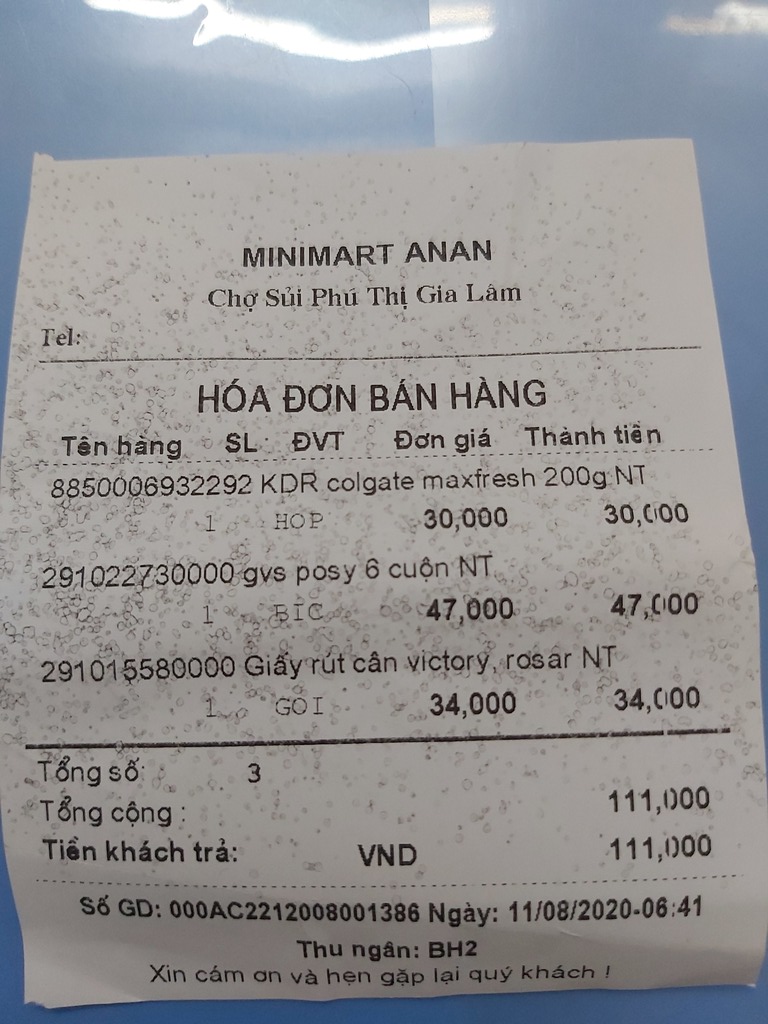 MINIMART ANAN
Chợ Sủi Phú Thị Gia Lâm
Tel:
HÓA ĐƠN BÁN HÀNG
Tên hàng SL ĐVT Đơn giá Thành tiền
8850006932292 KDR colgate maxfresh 200g NT
1 HOP 30,000 30,000
291022730000 gvs posy 6 cuộn NT
1 BIC 47,000 47,000
291015580000 Giấy rút cân victory, rosar NT
1 GOI 34,000 34,000
Tổng số: 3
Tổng cộng : 111,000
Tiền khách trả: VND 111,000
Số GD: 000AC2212008001386 Ngày: 11/08/2020-06:41
Thu ngân: BH2
Xin cám ơn và hẹn gặp lại quý khách !